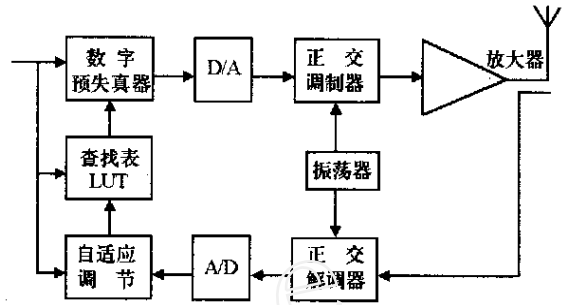 数字
预失真器
D/A
正交
调制器
放大器
查找表
LUT
振荡器
自适应
调节
A/D
正交
解调器